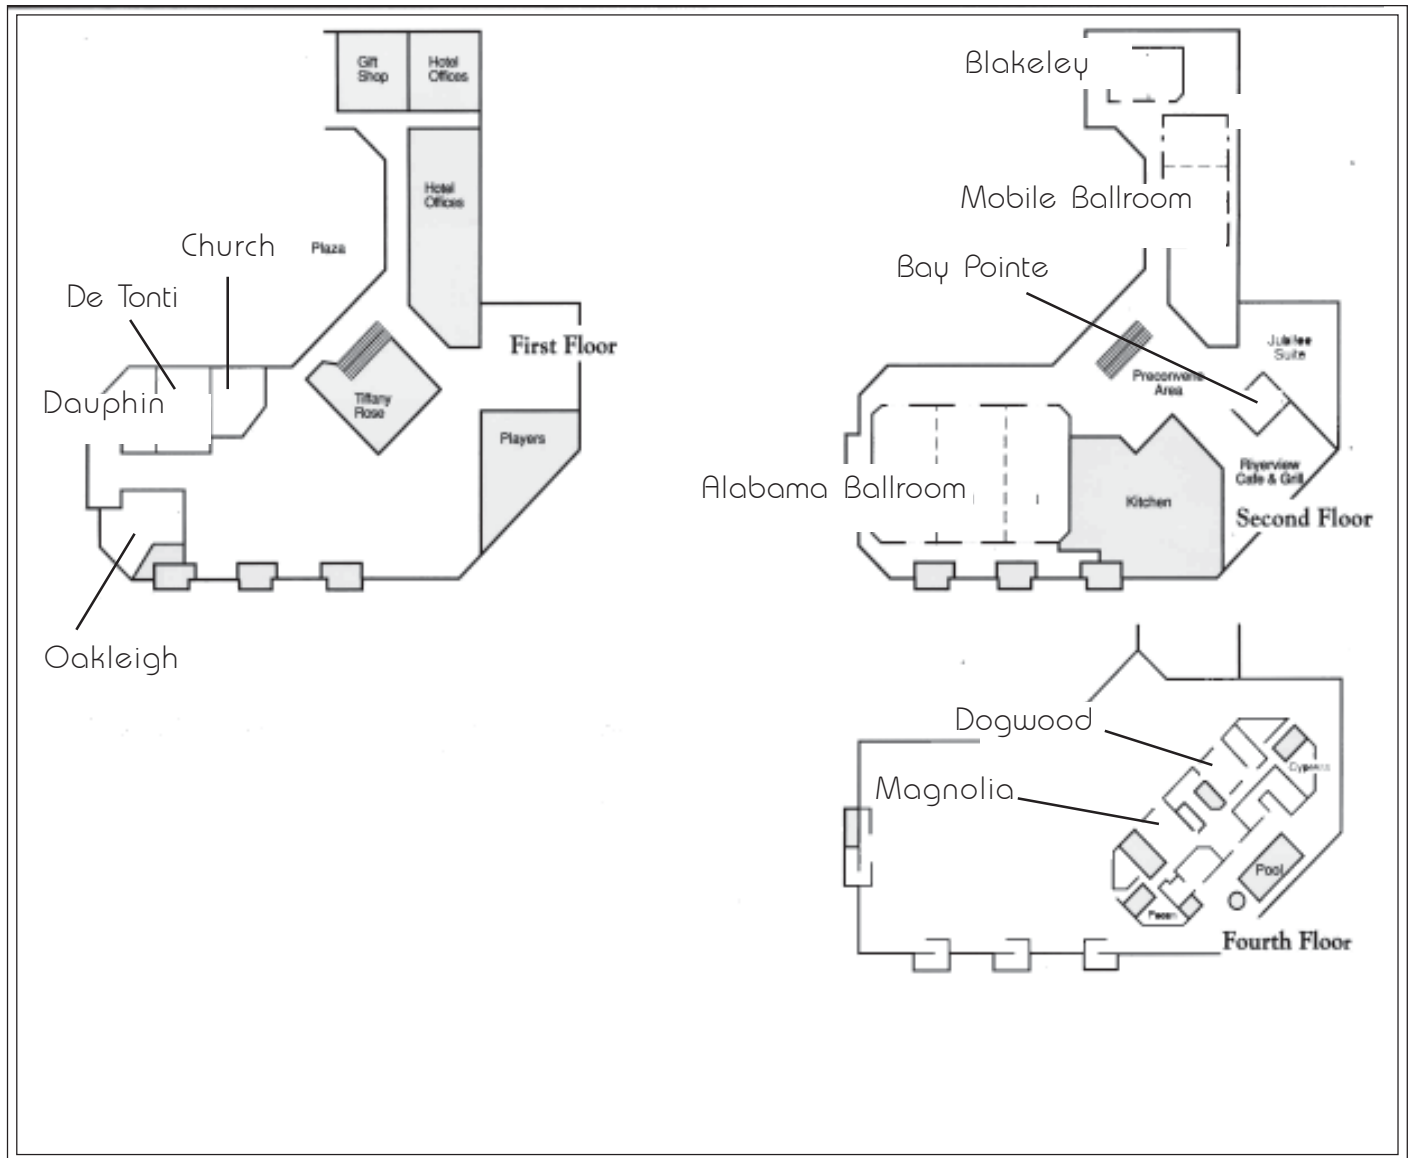 Gift
Shop
Hotel
Offices
Hotel
Offices
Plaza
Church
De Tonti
Dauphin
First Floor
Tiffany
Rose
Players
Oakleigh
Blakeley
Mobile Ballroom
Bay Pointe
Jubilee
Suite
Preconvene
Area
Alabama Ballroom
Kitchen
Riverview
Cafe & Grill
Second Floor
Dogwood
Magnolia
Cypress
Pool
Pecan
Fourth Floor